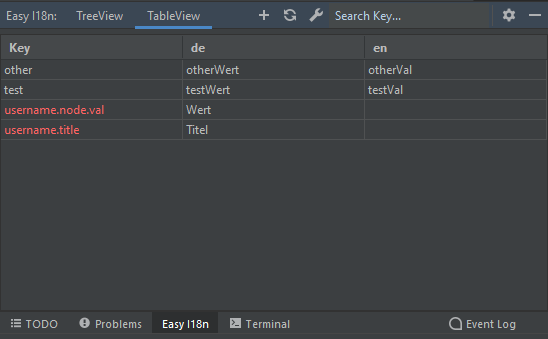 Easy I18n: TreeView TableView Search Key...
Key de en
other otherWert otherVal
test testWert testVal
username.node.val Wert
username.title Titel
TODO Problems Easy I18n Terminal Event Log